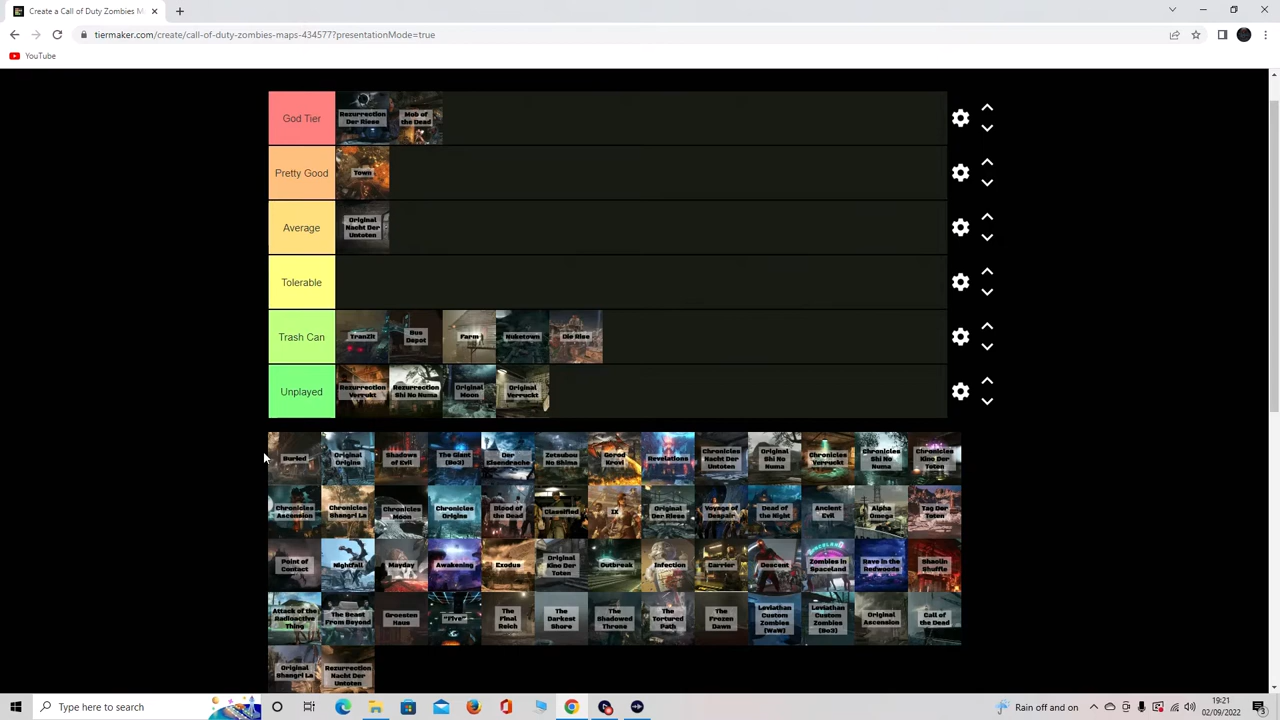 Create a Call of Duty Zombies M
tiermaker.com/create/call-of-duty-zombies-maps-434577?presentationMode=true
YouTube
God Tier
Rezurrection
Der Riese
Mob of
the Dead
Pretty Good
Town
Average
Original
Nacht Der
Untoten
Tolerable
Trash Can
TranZit
Bus
Depot
Farm
Nuketown
Die Rise
Unplayed
Rezurrection
Verrukt
Rezurrection
Shi No Numa
Original
Moon
Original
Verruckt
Buried
Original
Origins
Shadows
of Evil
The Giant
(Bo3)
Der
Eisendrache
Zetsubou
No Shima
Gorod
Krovi
Revelations
Chronicles
Nacht Der
Untoten
Original
Shi No
Numa
Chronicles
Verruckt
Chronicles
Shi No
Numa
Chronicles
Kino Der
Toten
Chronicles
Ascension
Chronicles
Shangri La
Chronicles
Moon
Chronicles
Origins
Blood of
the Dead
Classified
IX
Original
Der Riese
Voyage of
Despair
Dead of
the Night
Ancient
Evil
Alpha
Omega
Tag Der
Toten
Point of
Contact
Nightfall
Mayday
Awakening
Exodus
Original
Kino Der
Toten
Outbreak
Infection
Carrier
Descent
Zombies in
Spaceland
Rave in the
Redwoods
Shaolin
Shuffle
Attack of the
Radioactive
Thing
The Beast
From Beyond
Groesten
Haus
"Five"
The
Final
Reich
The
Darkest
Shore
The
Shadowed
Throne
The
Tortured
Path
The
Frozen
Dawn
Leviathan
Custom
Zombies
(WaW)
Leviathan
Custom
Zombies
(Bo3)
Original
Ascension
Call of
the Dead
Original
Shangri La
Rezurrection
Nacht Der
Untoten
Type here to search
Rain off and on
19:21
02/09/2022